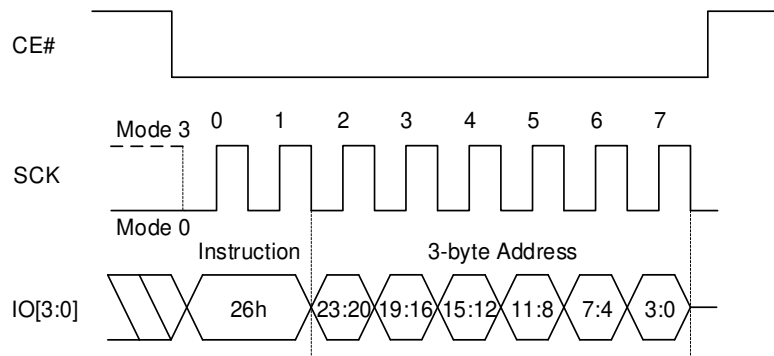 CE#
0 1 2 3 4 5 6 7
Mode 3
SCK
Mode 0
Instruction 3-byte Address
IO[3:0] 26h 23:20 19:16 15:12 11:8 7:4 3:0